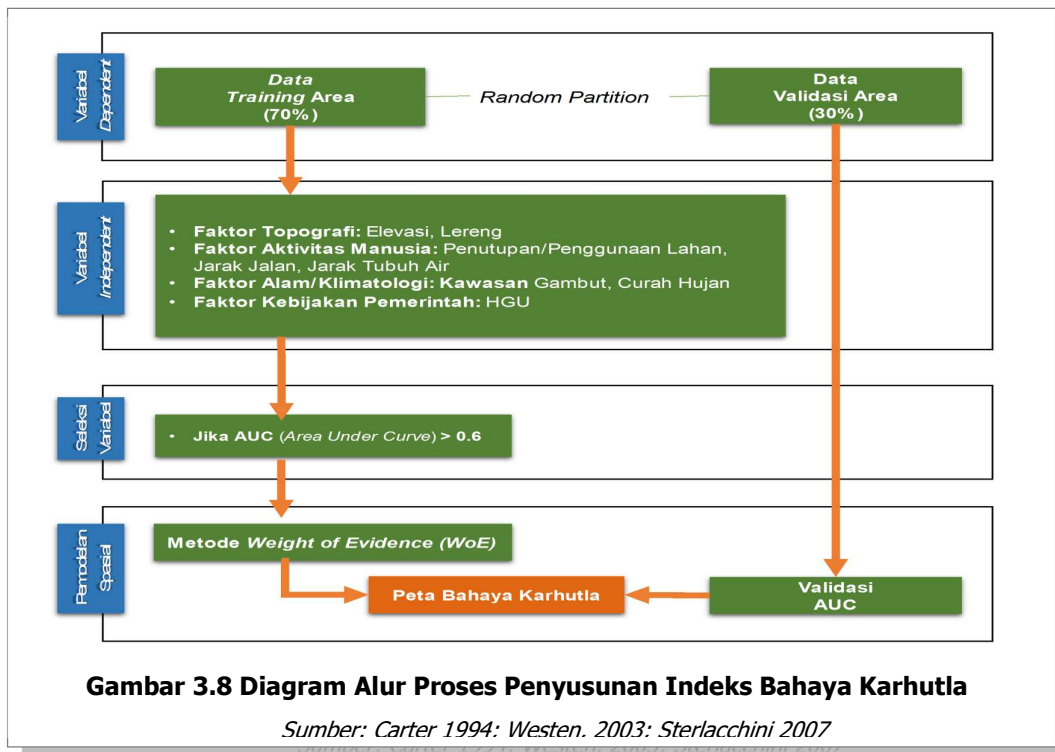 Variabel
Dependent
Data
Training Area
(70%)
Random Partition
Data
Validasi Area
(30%)
Variabel
Independent
• Faktor Topografi: Elevasi, Lereng
• Faktor Aktivitas Manusia: Penutupan/Penggunaan Lahan,
Jarak Jalan, Jarak Tubuh Air
• Faktor Alam/Klimatologi: Kawasan Gambut, Curah Hujan
• Faktor Kebijakan Pemerintah: HGU
Seleksi
Variabel
• Jika AUC (Area Under Curve) > 0.6
Pemodelan
Spasial
Metode Weight of Evidence (WoE)
Peta Bahaya Karhutla
Validasi
AUC
Gambar 3.8 Diagram Alur Proses Penyusunan Indeks Bahaya Karhutla
Sumber: Carter 1994; Westen, 2003; Sterlacchini 2007